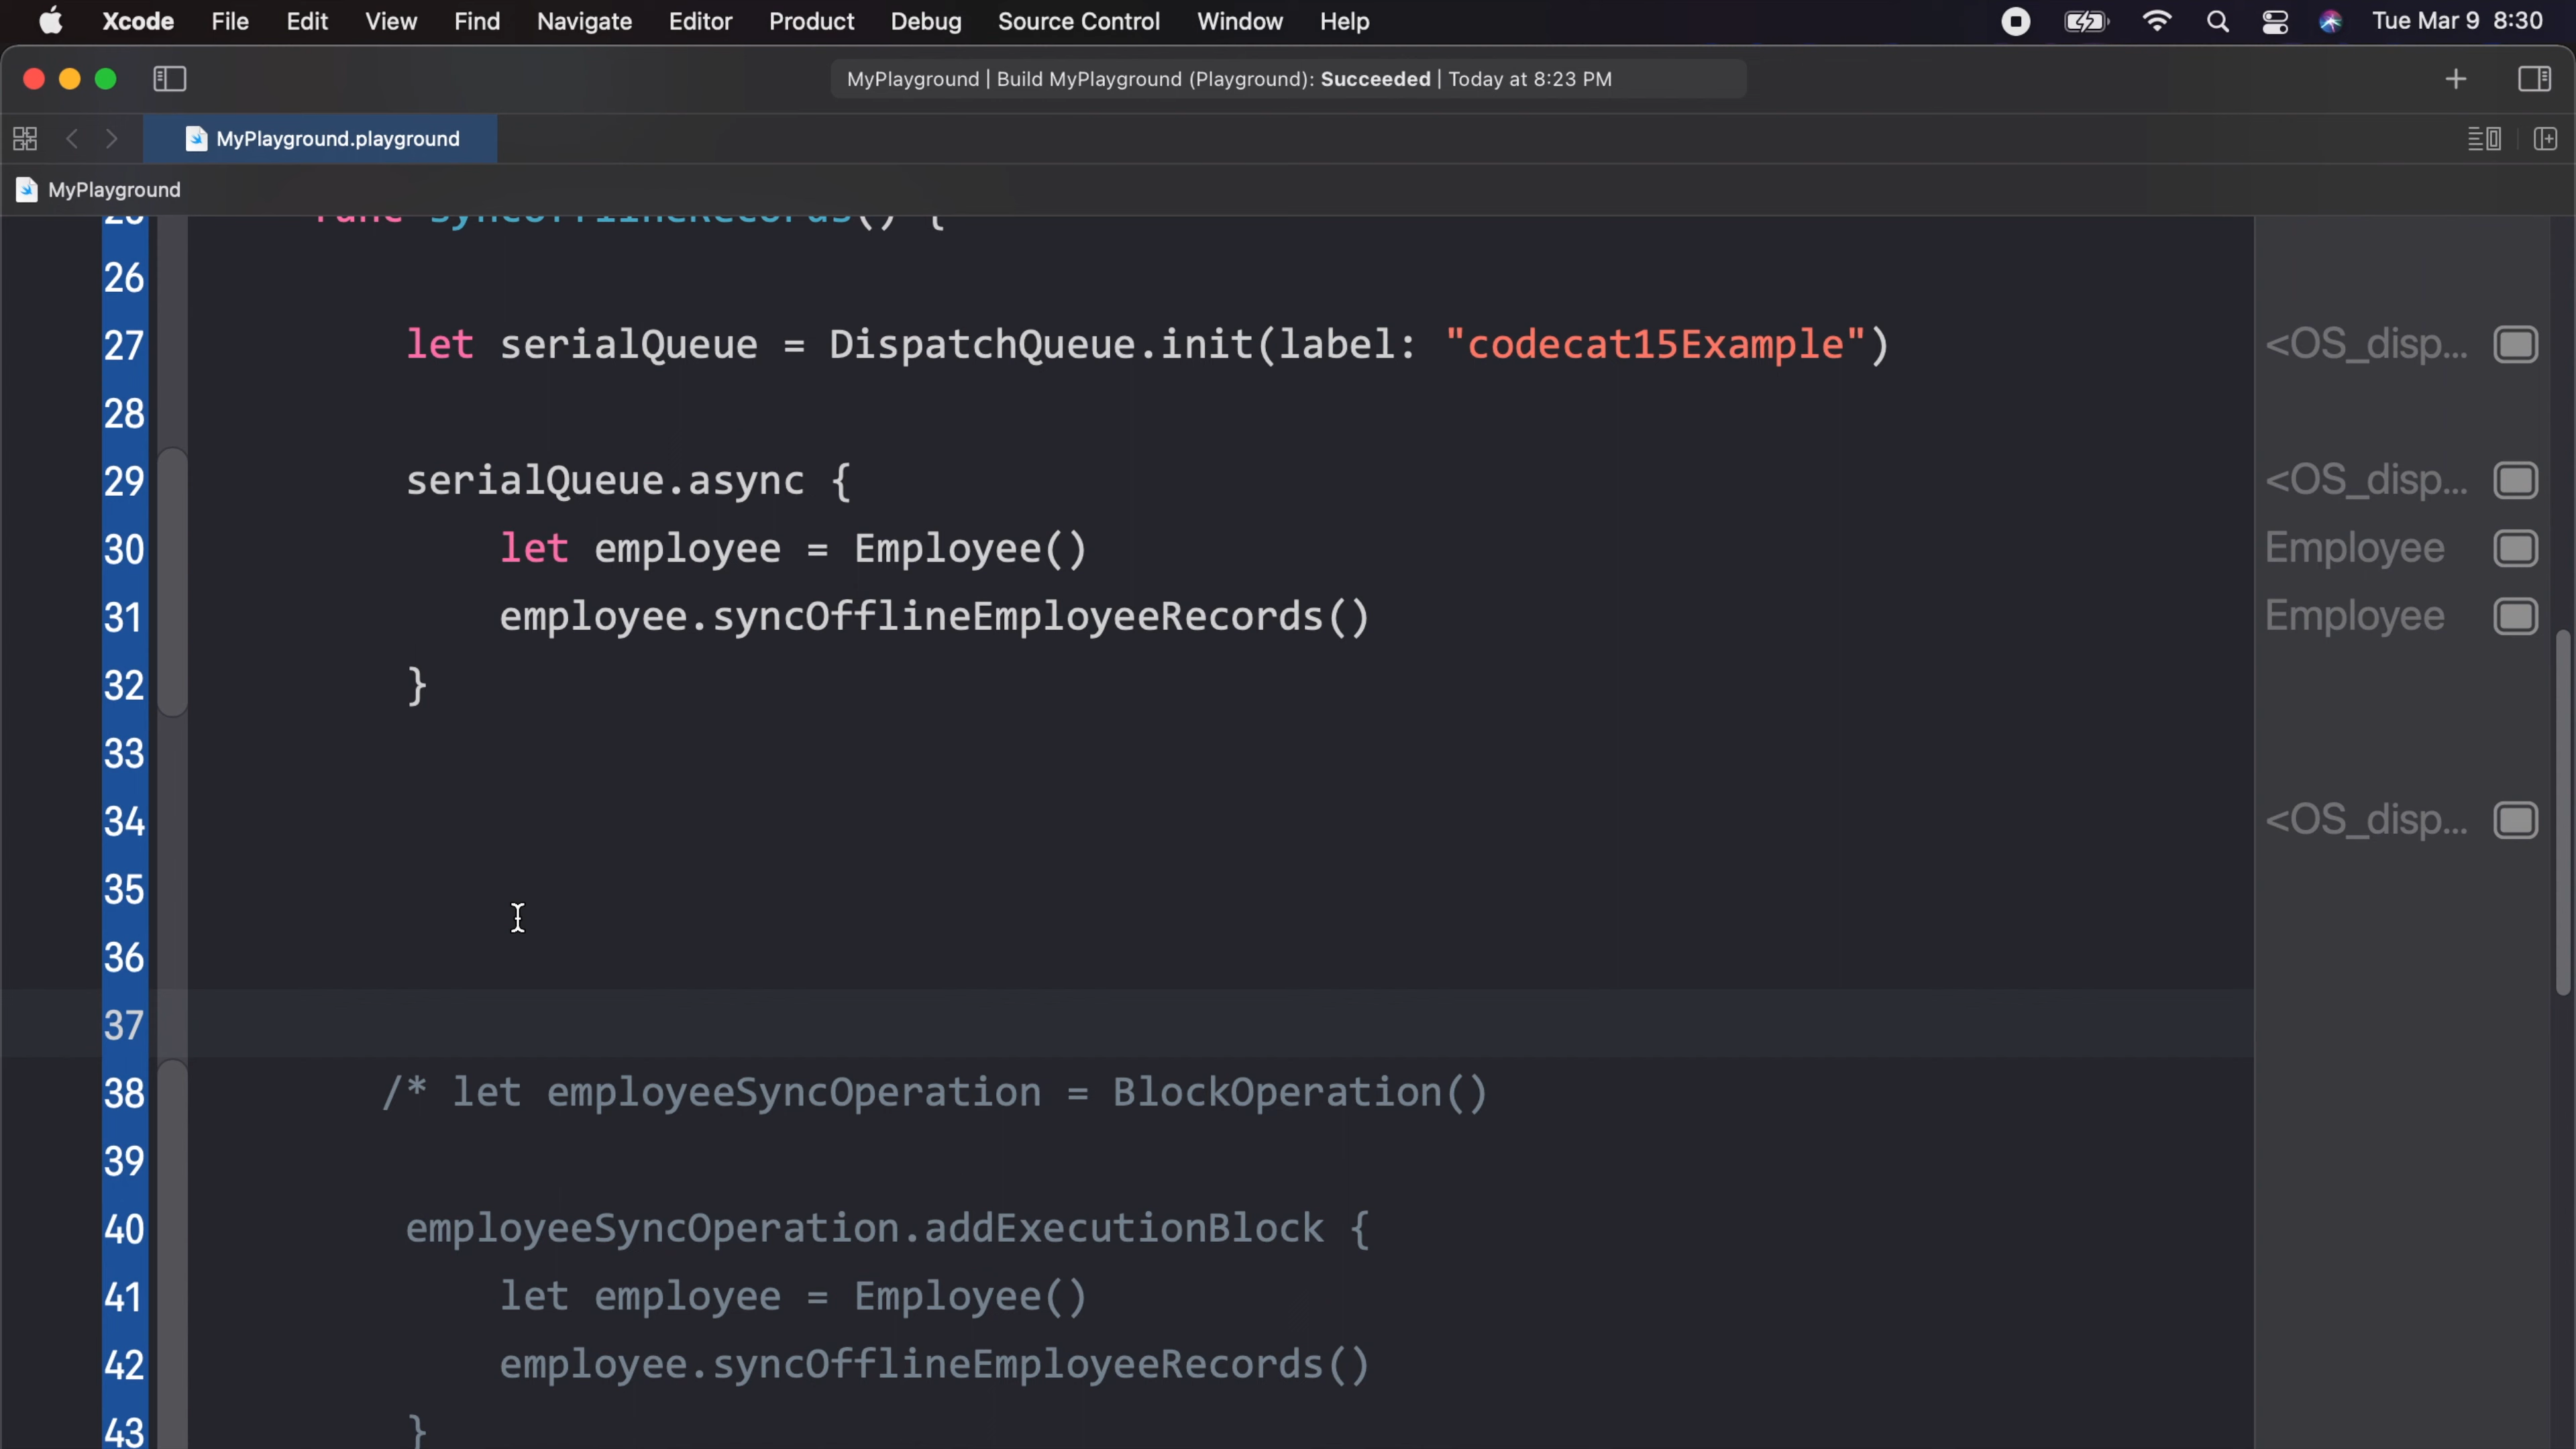 Xcode File Edit View Find Navigate Editor Product Debug Source Control Window Help Tue Mar 9 8:30
MyPlayground | Build MyPlayground (Playground): Succeeded | Today at 8:23 PM
MyPlayground.playground
MyPlayground
25 func syncOfflineRecords() {
26
27 let serialQueue = DispatchQueue.init(label: "codecat15Example") <OS_disp...
28
29 serialQueue.async { <OS_disp...
30 let employee = Employee() Employee
31 employee.syncOfflineEmployeeRecords() Employee
32 }
33
34 <OS_disp...
35
36
37
38 /* let employeeSyncOperation = BlockOperation()
39
40 employeeSyncOperation.addExecutionBlock {
41 let employee = Employee()
42 employee.syncOfflineEmployeeRecords()
43 }